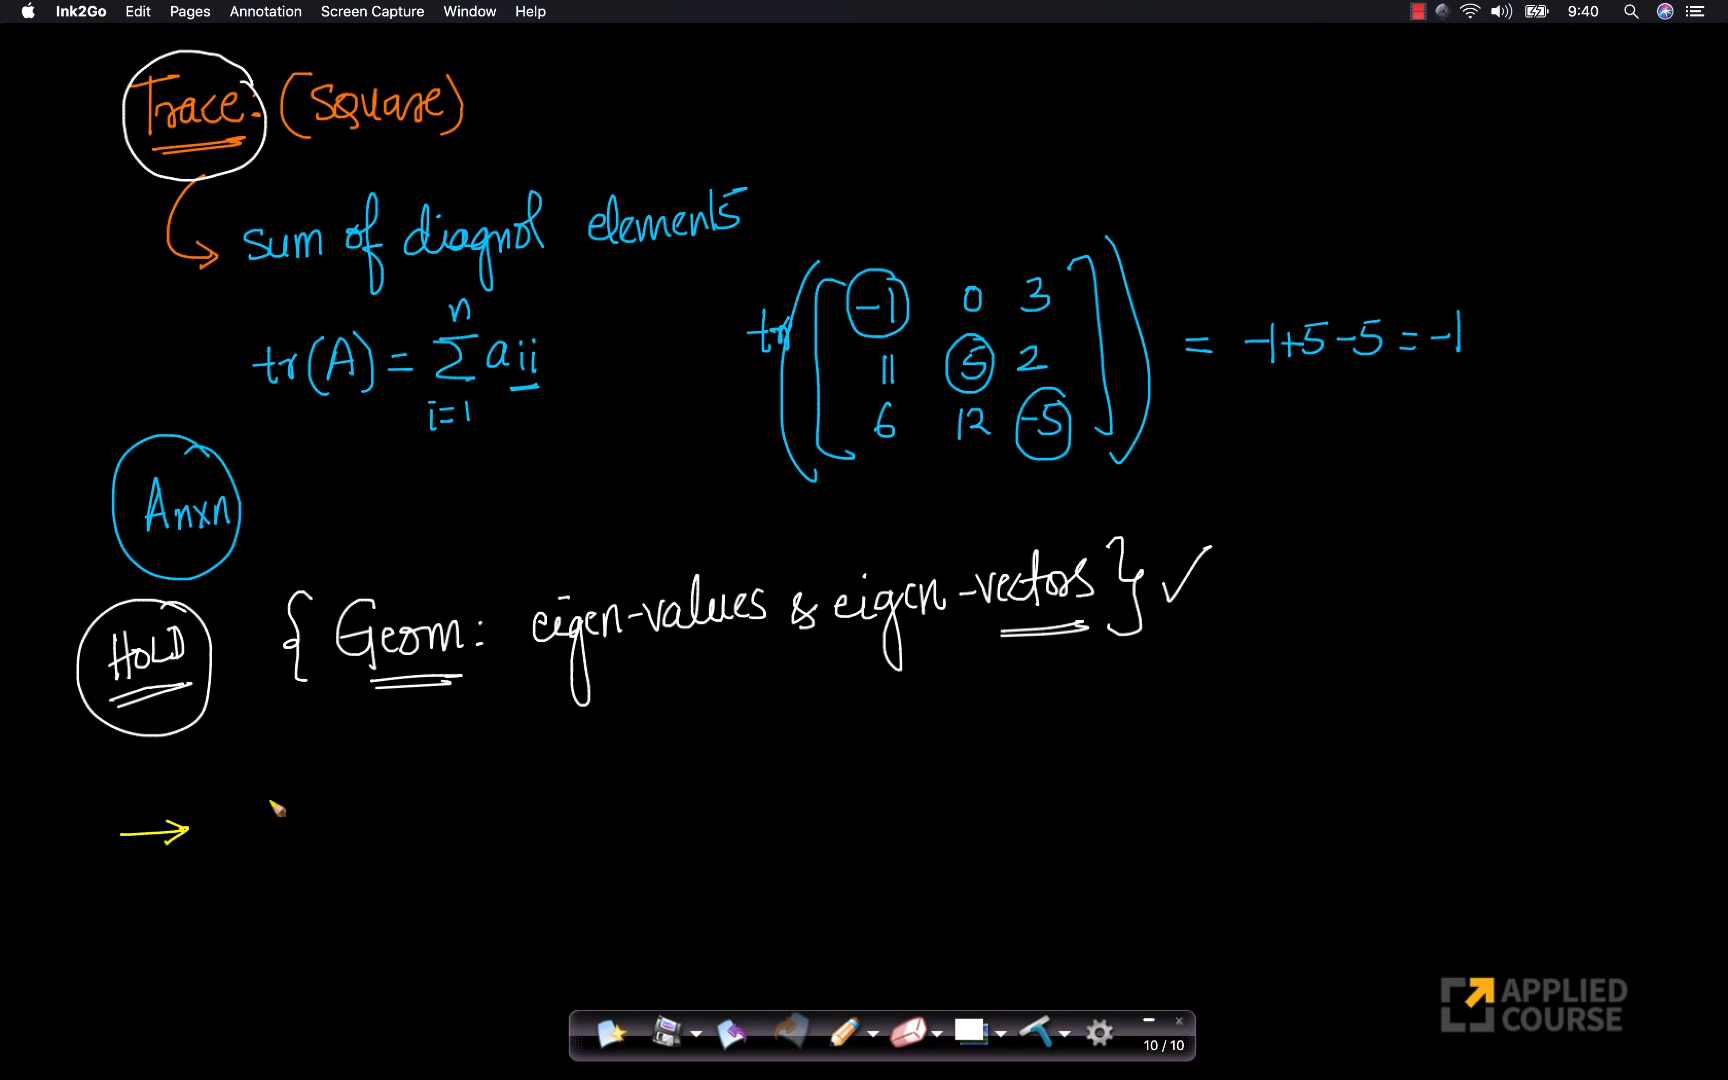 Ink2Go Edit Pages Annotation Screen Capture Window Help 9:40
Trace: (square)
sum of diagnol elements
tr(A) = n ∑ i=1 aii
tr( [ -1 0 3
11 5 2
6 12 -5 ] ) = -1+5-5 = -1
Anxn
HOLD { Geom: eigen-values & eigen-vectors } ✓
→
10 / 10
APPLIED
COURSE